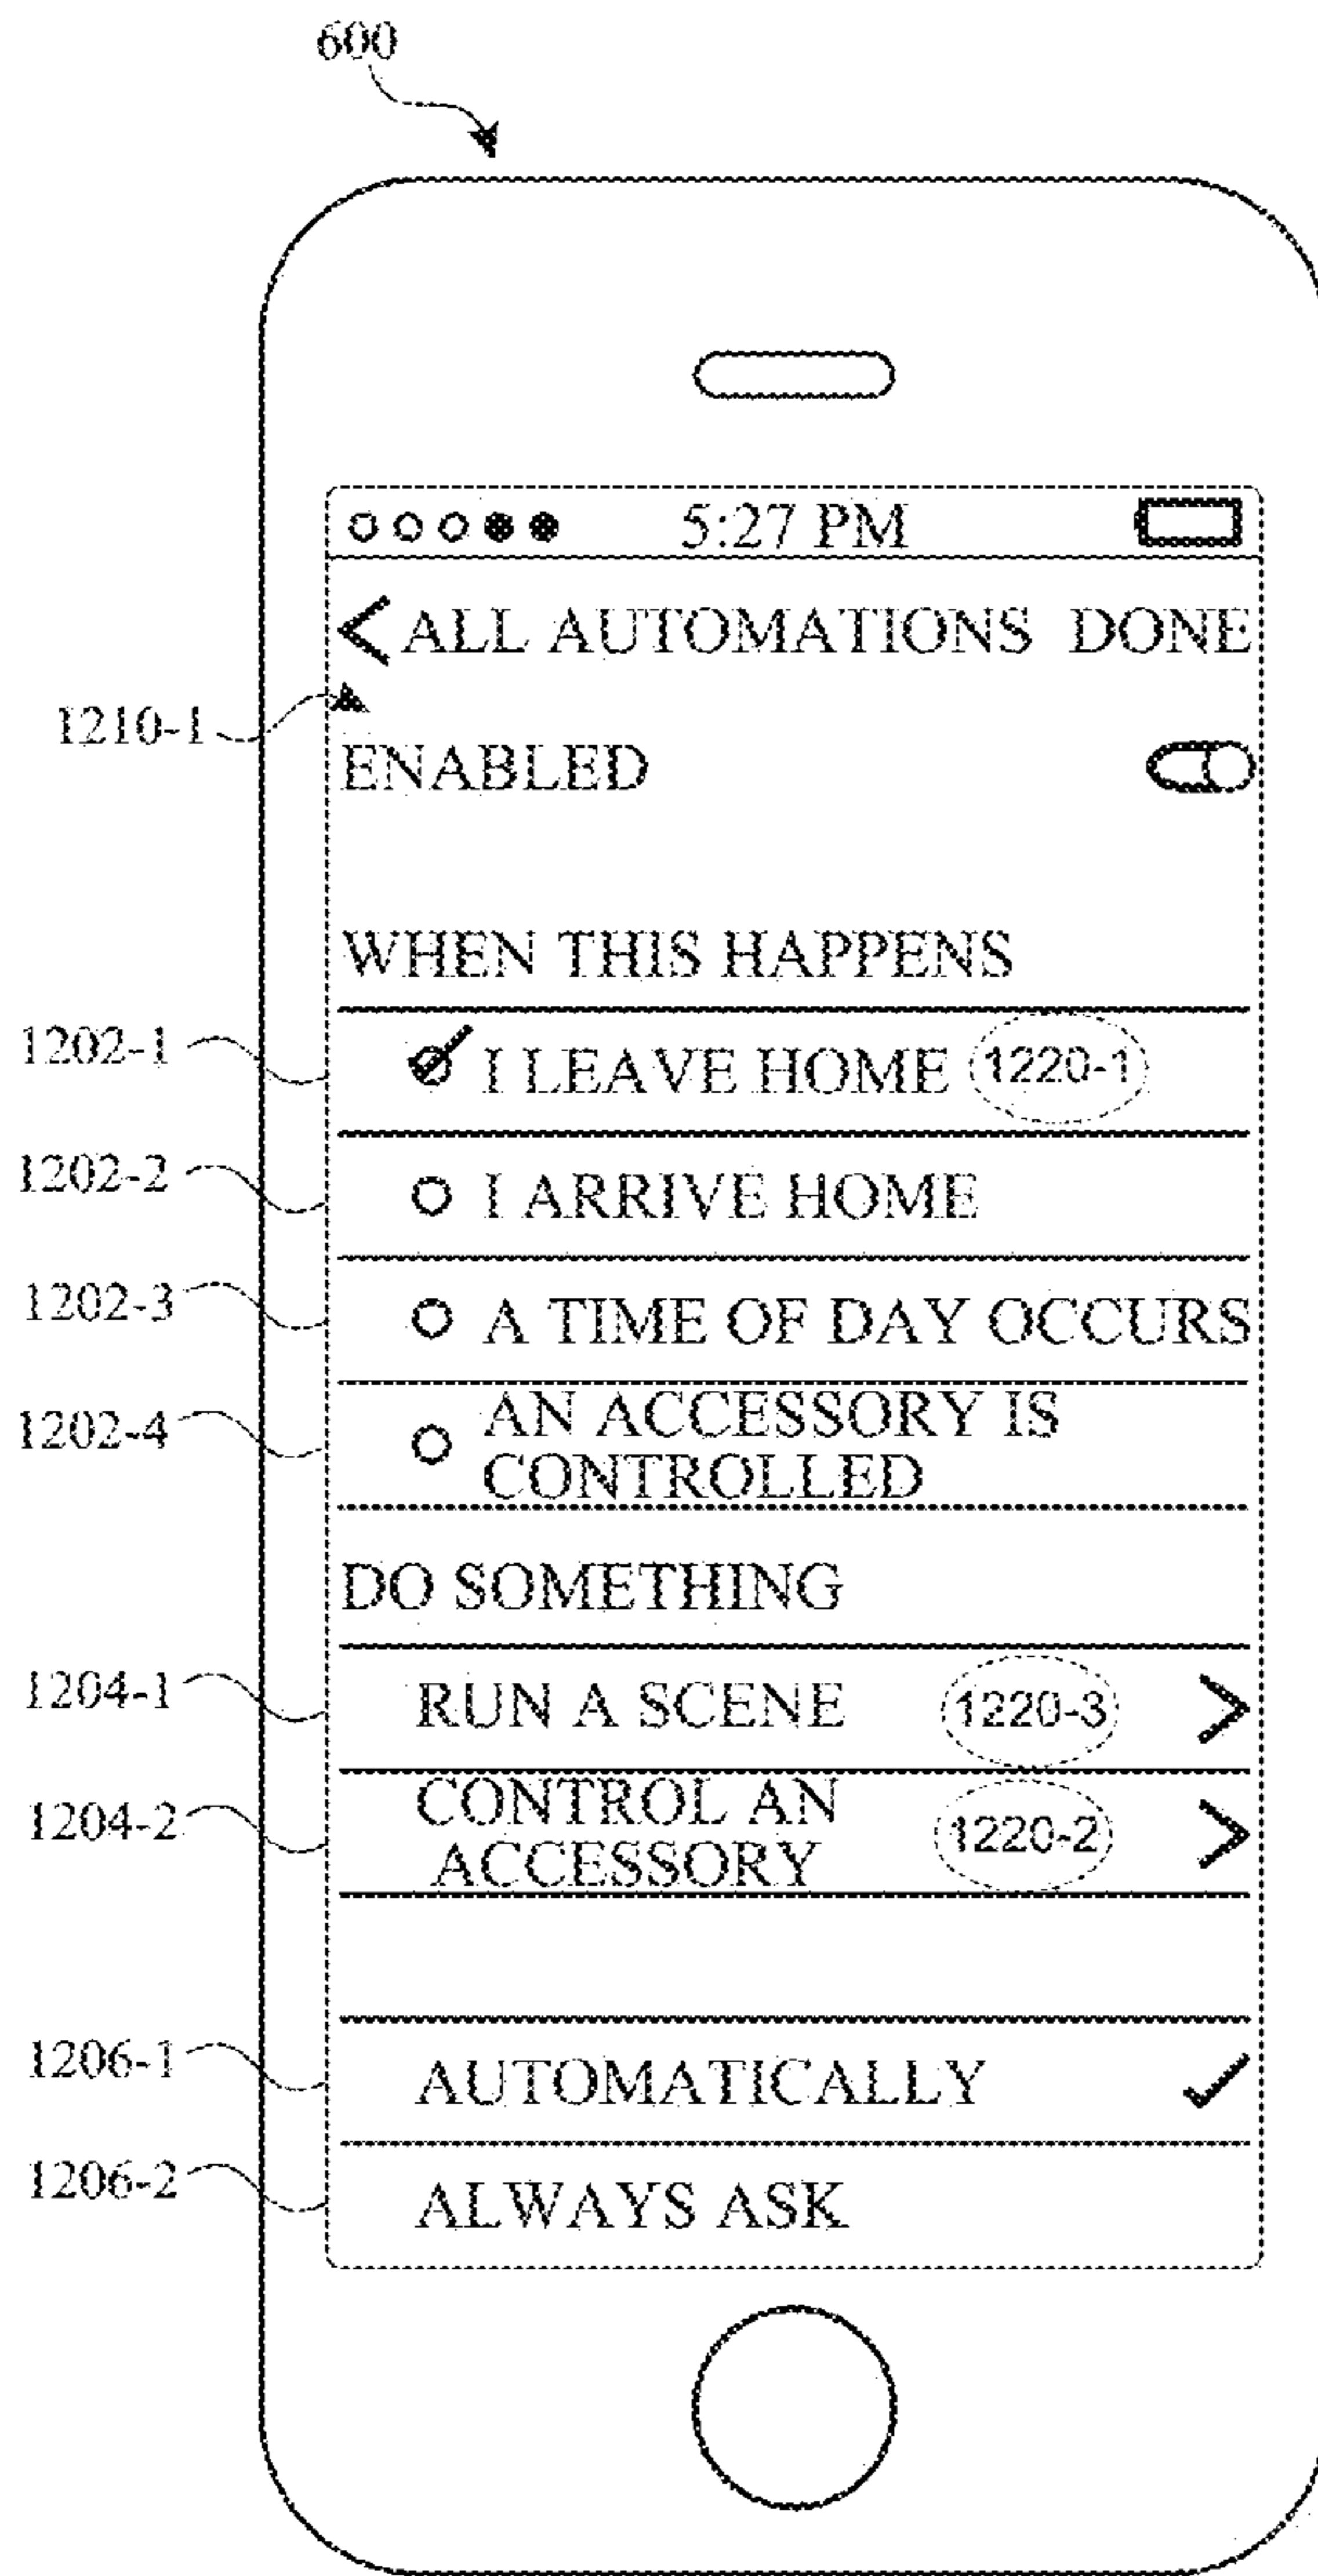 600
5:27 PM
< ALL AUTOMATIONS DONE
1210-1
ENABLED
WHEN THIS HAPPENS
1202-1 I LEAVE HOME 1220-1
1202-2 I ARRIVE HOME
1202-3 A TIME OF DAY OCCURS
1202-4 AN ACCESSORY IS
CONTROLLED
DO SOMETHING
1204-1 RUN A SCENE 1220-3 >
1204-2 CONTROL AN
ACCESSORY 1220-2 >
1206-1 AUTOMATICALLY
1206-2 ALWAYS ASK